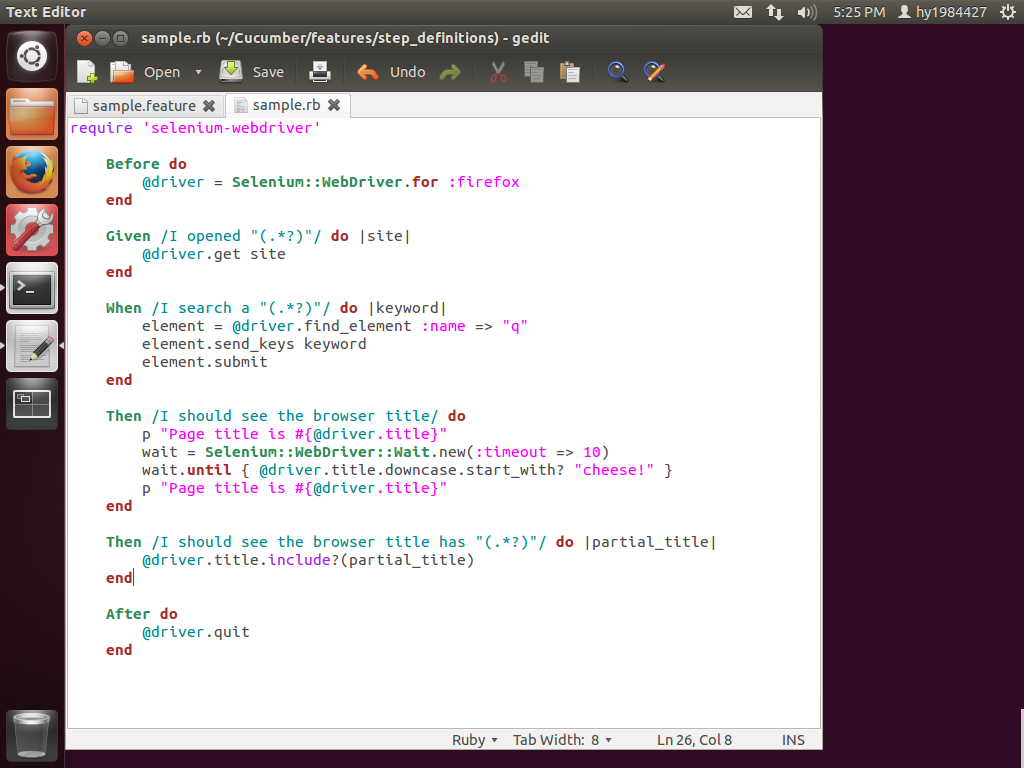 Text Editor 5:25 PM hy1984427
sample.rb (~/Cucumber/features/step_definitions) - gedit
Open Save Undo
sample.feature sample.rb
require 'selenium-webdriver'
Before do
@driver = Selenium::WebDriver.for :firefox
end
Given /I opened "(.*?)"/ do |site|
@driver.get site
end
When /I search a "(.*?)"/ do |keyword|
element = @driver.find_element :name => "q"
element.send_keys keyword
element.submit
end
Then /I should see the browser title/ do
p "Page title is #{@driver.title}"
wait = Selenium::WebDriver::Wait.new(:timeout => 10)
wait.until { @driver.title.downcase.start_with? "cheese!" }
p "Page title is #{@driver.title}"
end
Then /I should see the browser title has "(.*?)"/ do |partial_title|
@driver.title.include?(partial_title)
end
After do
@driver.quit
end
Ruby Tab Width: 8 Ln 26, Col 8 INS